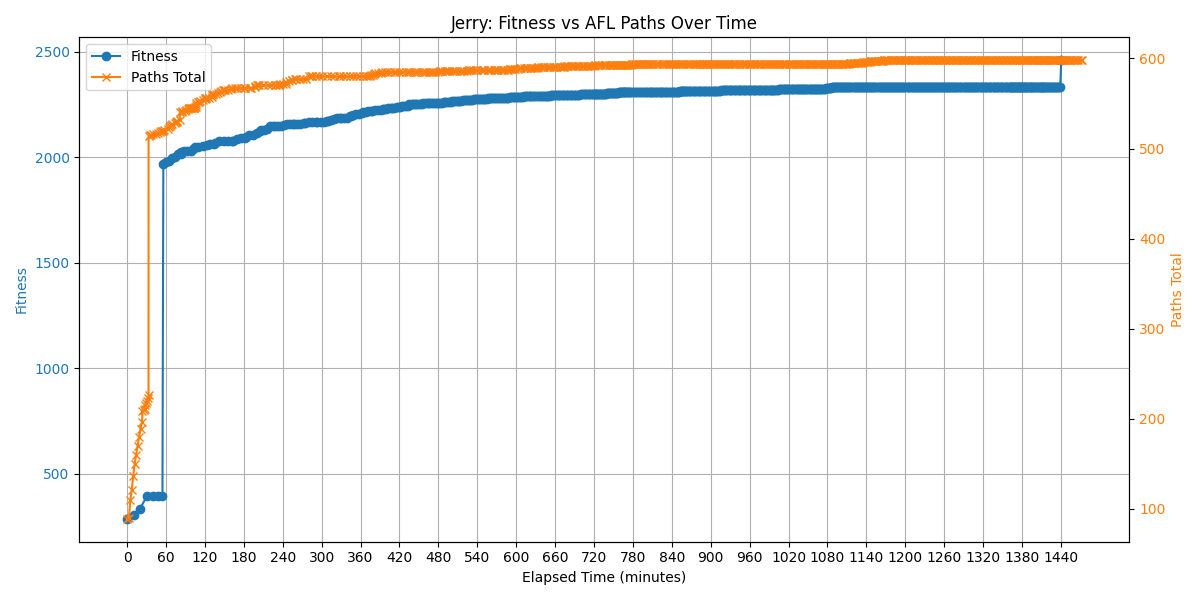 Jerry: Fitness vs AFL Paths Over Time
Fitness
Paths Total
2500
2000
1500
1000
500
Fitness
600
500
400
300
200
100
Paths Total
0 60 120 180 240 300 360 420 480 540 600 660 720 780 840 900 960 1020 1080 1140 1200 1260 1320 1380 1440
Elapsed Time (minutes)